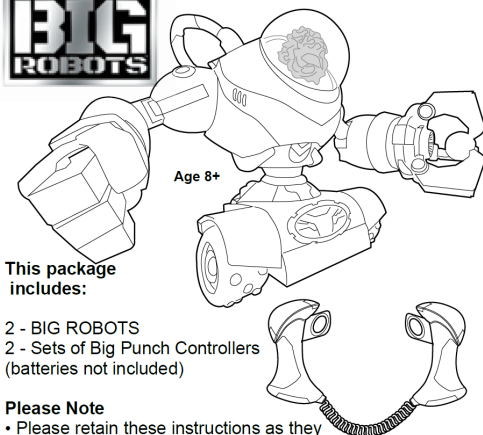 BIG
ROBOTS
Age 8+
This package
includes:
2 - BIG ROBOTS
2 - Sets of Big Punch Controllers
(batteries not included)
Please Note
• Please retain these instructions as they